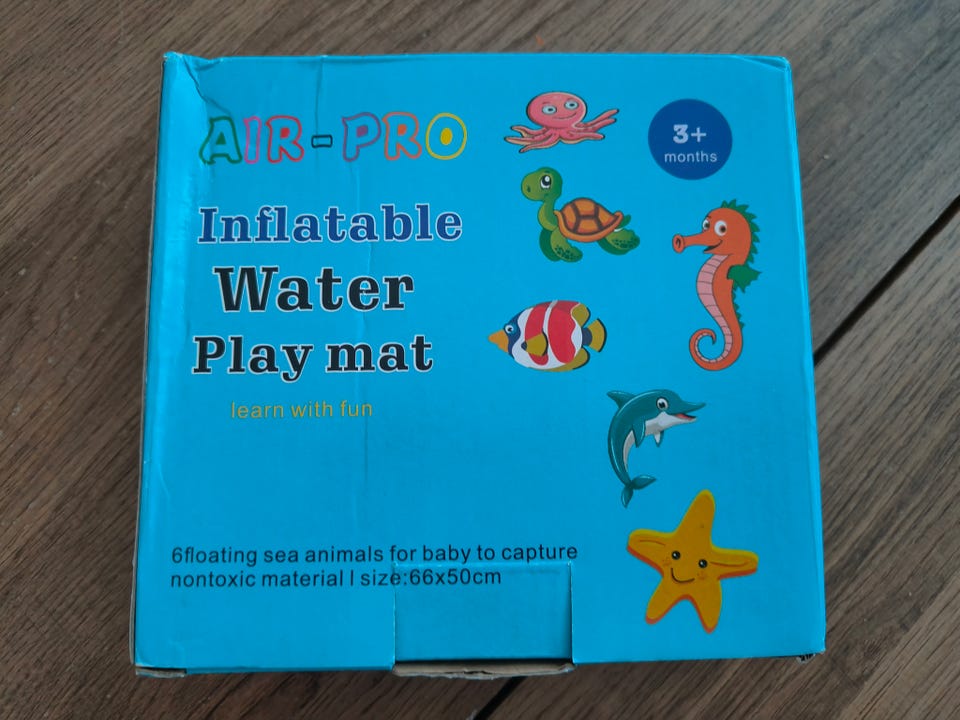 AIR-PRO
3+
months
Inflatable
Water
Play mat
learn with fun
6floating sea animals for baby to capture
nontoxic material l size:66x50cm